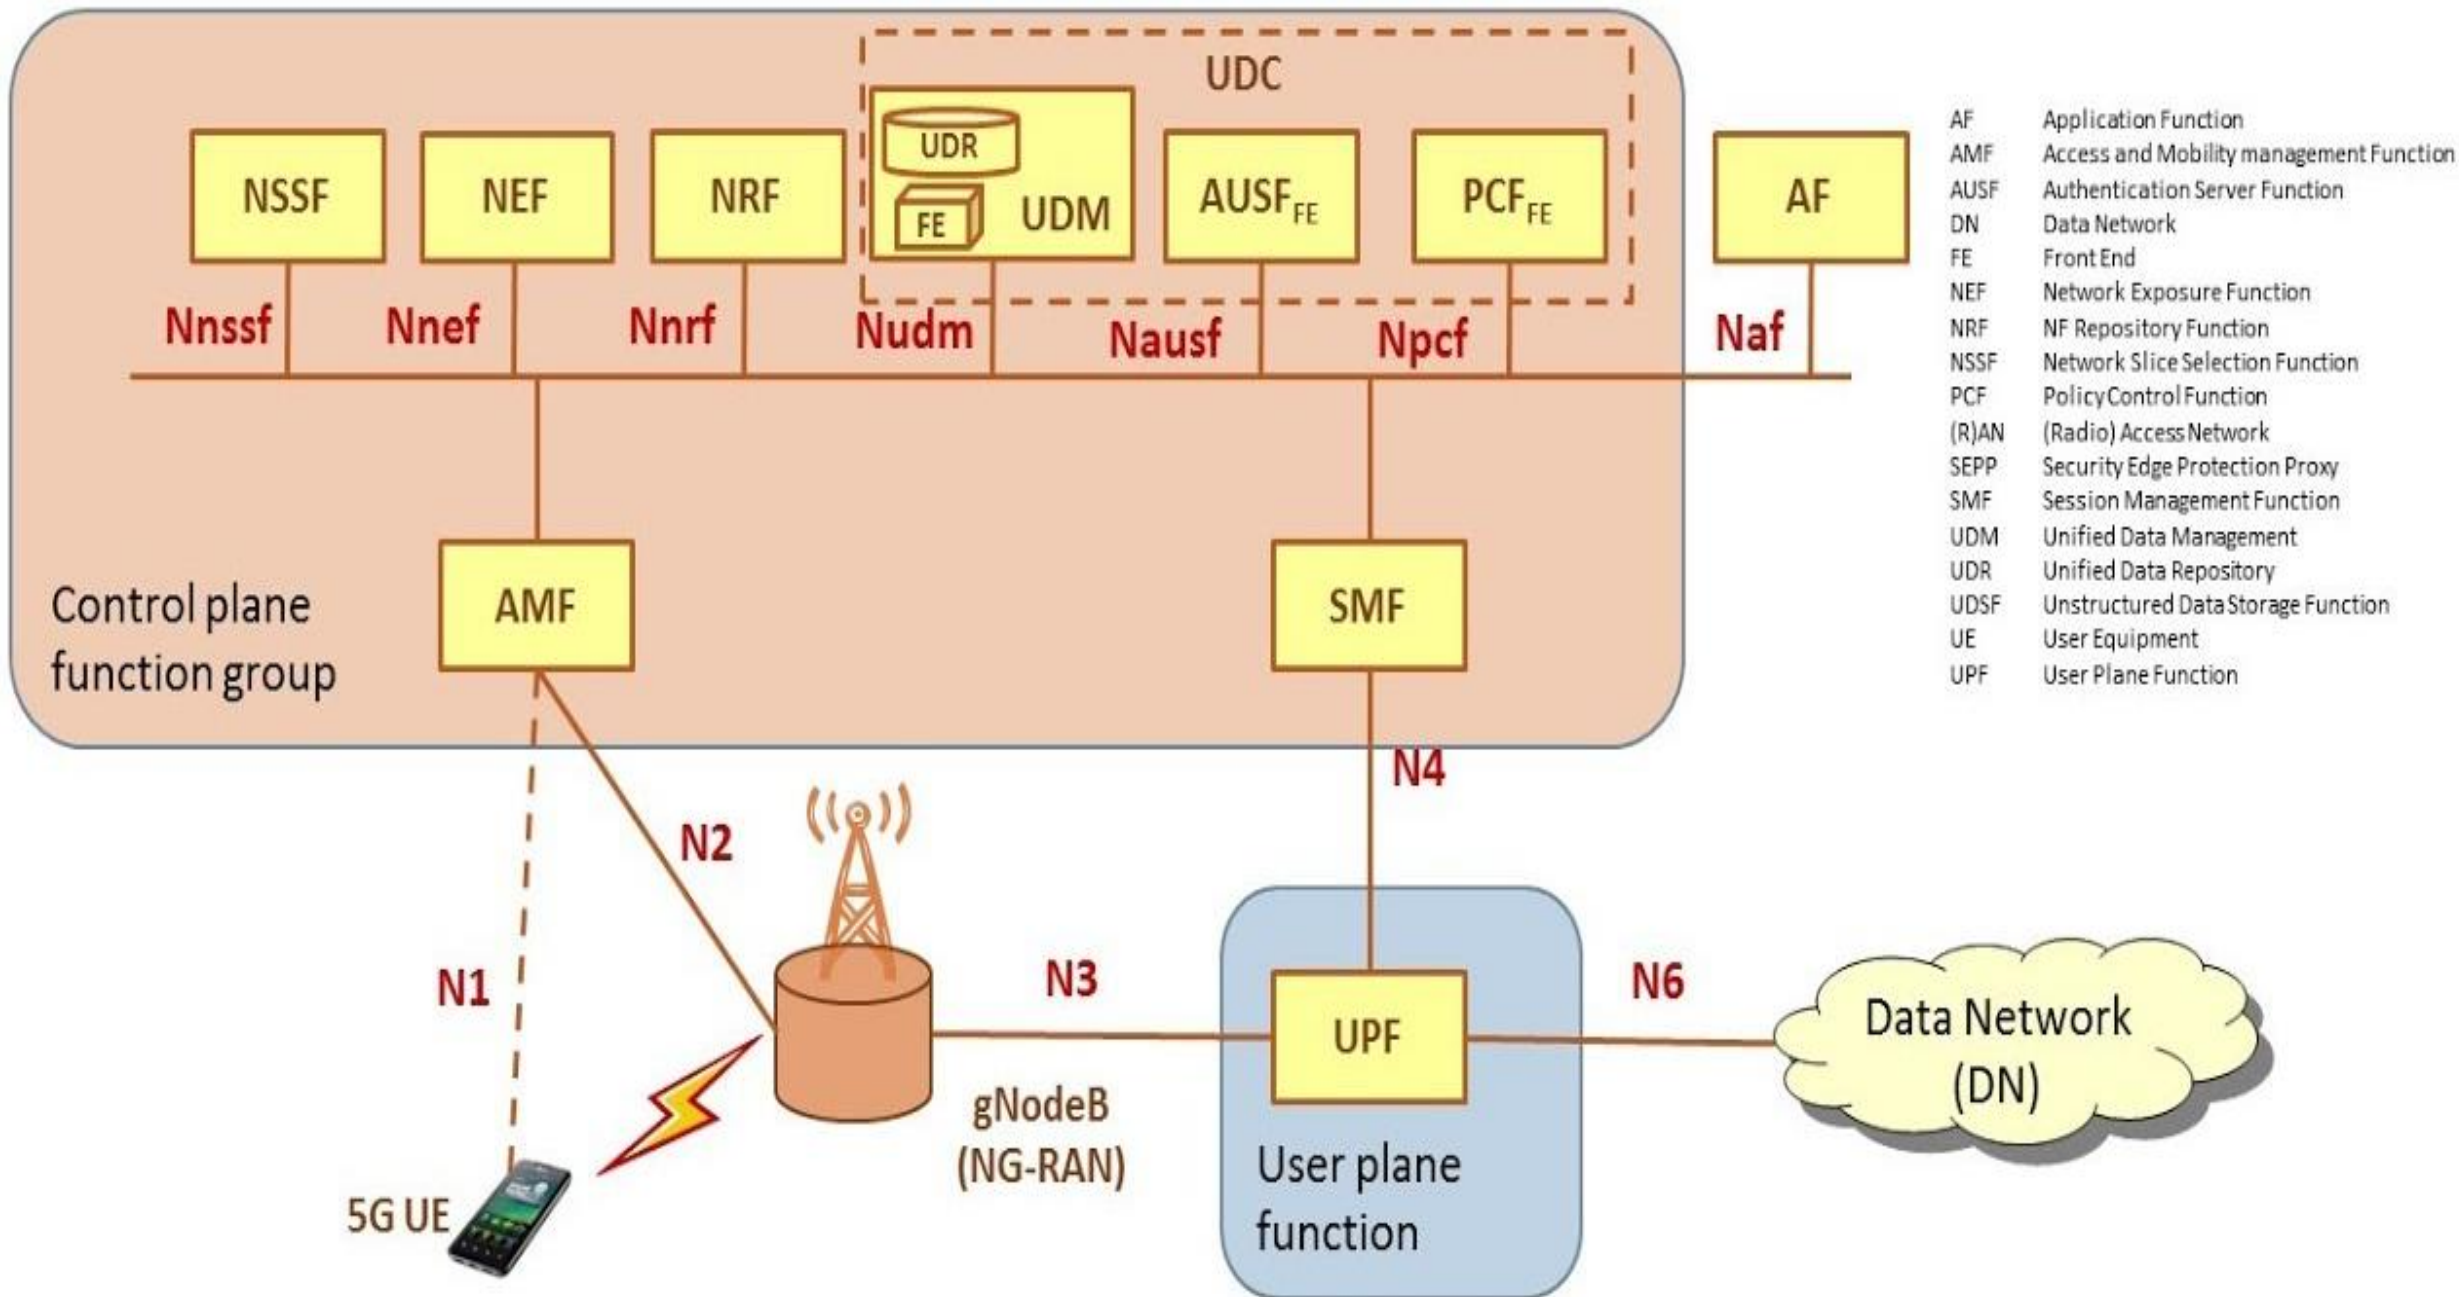 UDC
UDR
FE
UDM
NSSF
NEF
NRF
AUSF FE
PCF FE
AF
Nnssf
Nnef
Nnrf
Nudm
Nausf
Npcf
Naf
AMF
SMF
Control plane
function group
N4
N2
N1
N3
N6
UPF
Data Network
(DN)
gNodeB
(NG-RAN)
User plane
function
5G UE
AF Application Function
AMF Access and Mobility management Function
AUSF Authentication Server Function
DN Data Network
FE Front End
NEF Network Exposure Function
NRF NF Repository Function
NSSF Network Slice Selection Function
PCF Policy Control Function
(R)AN (Radio) Access Network
SEPP Security Edge Protection Proxy
SMF Session Management Function
UDM Unified Data Management
UDR Unified Data Repository
UDSF Unstructured Data Storage Function
UE User Equipment
UPF User Plane Function